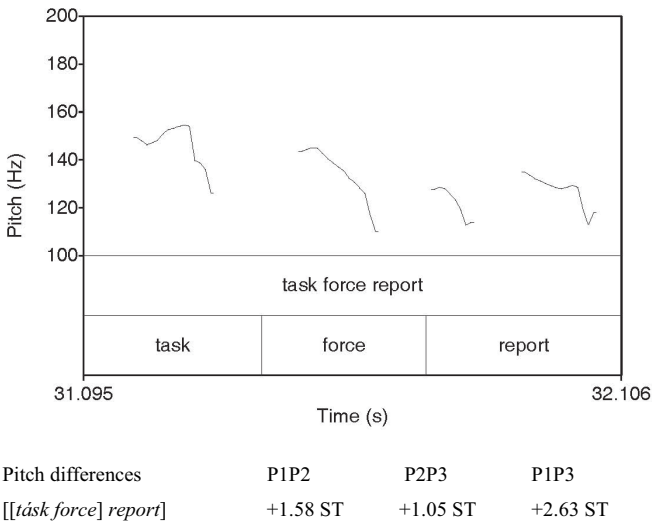 200
180
160
140
120
100
Pitch (Hz)
task force report
task force report
31.095 32.106
Time (s)
Pitch differences P1P2 P2P3 P1P3
[[tásk force] report] +1.58 ST +1.05 ST +2.63 ST